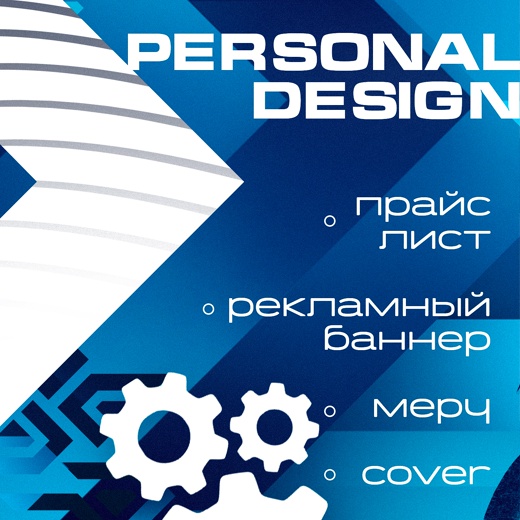 PERSONAL
DESIGN
прайс
лист
рекламный
баннер
мерч
cover